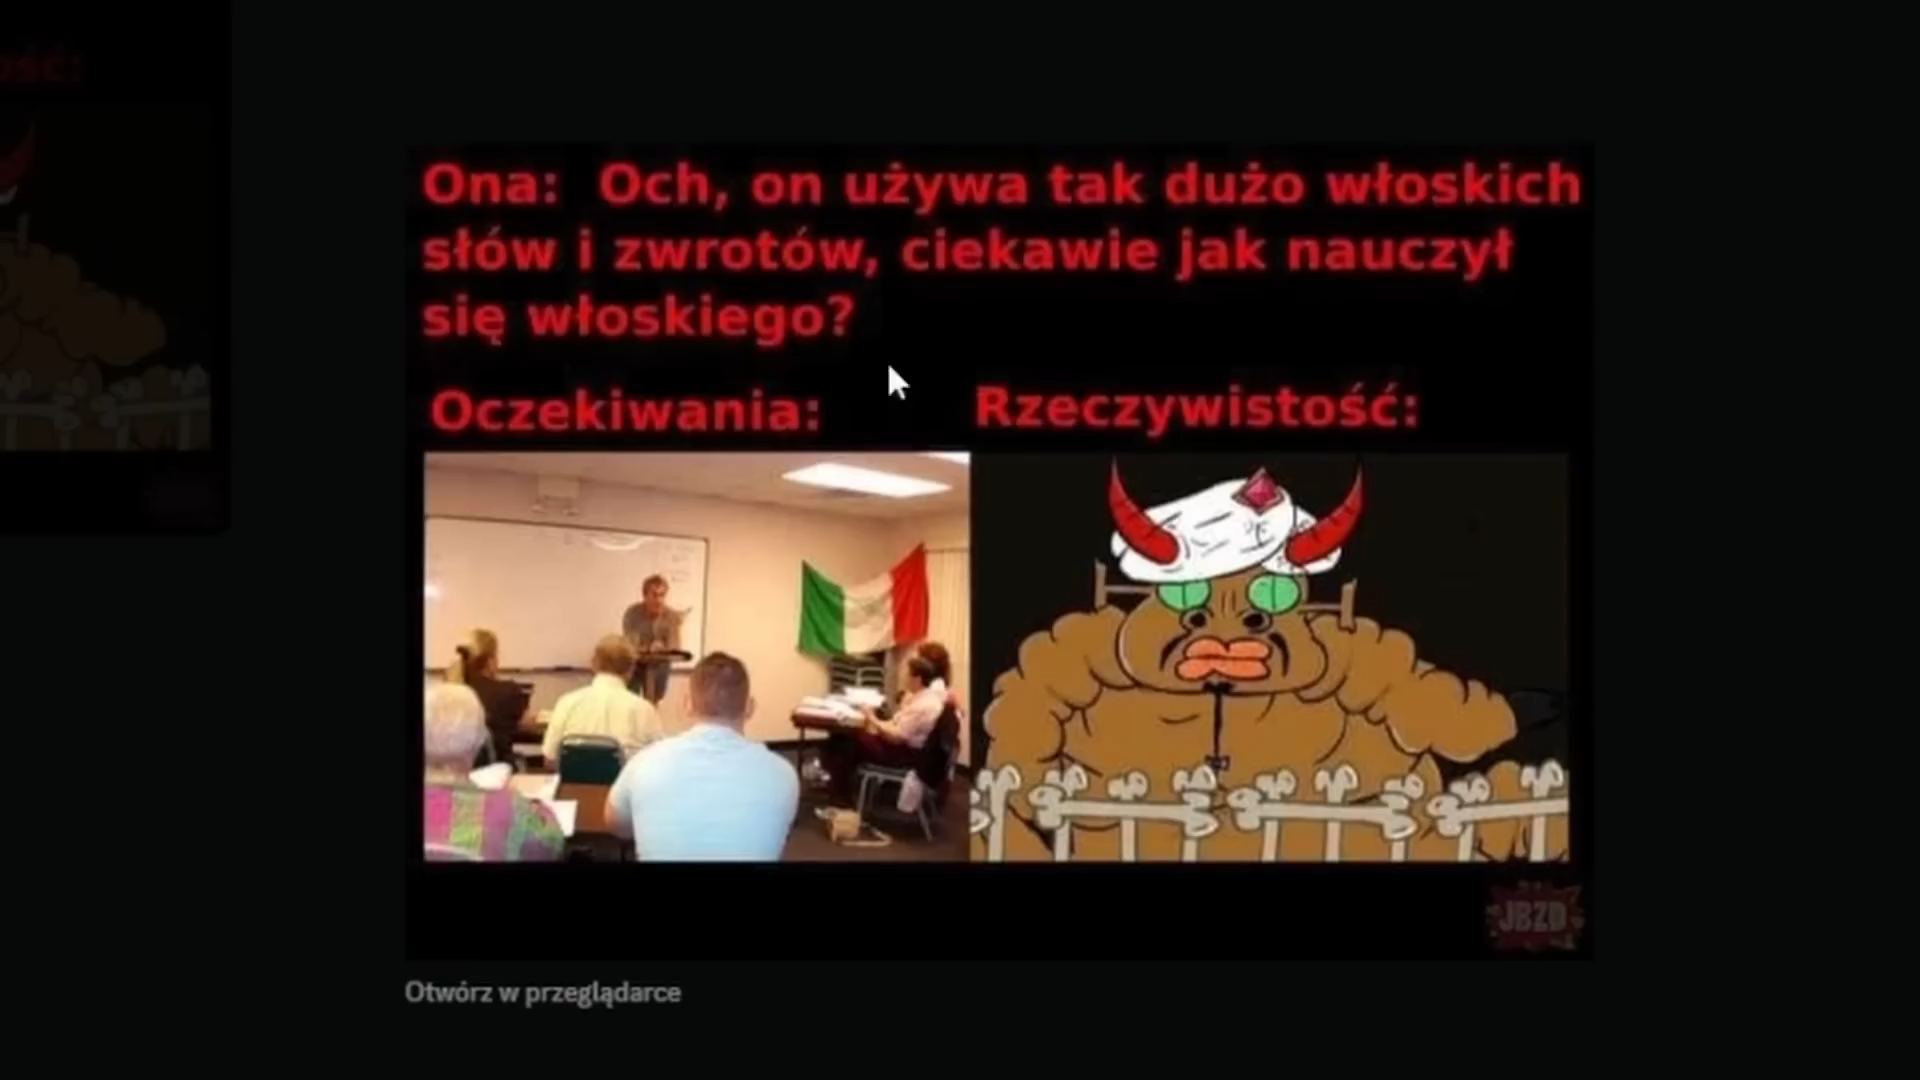 ość:
Ona: Och, on używa tak dużo włoskich
słów i zwrotów, ciekawie jak nauczył
się włoskiego?
Oczekiwania:
Rzeczywistość:
JBZD
Otwórz w przeglądarce